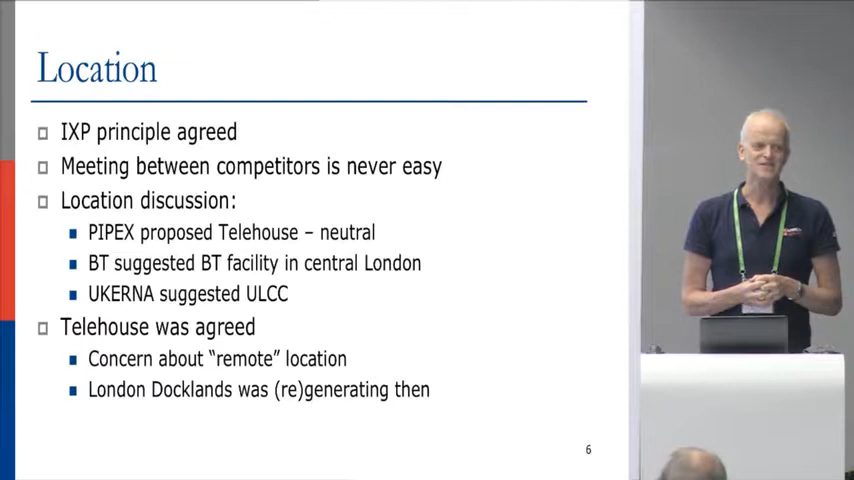 Location
IXP principle agreed
Meeting between competitors is never easy
Location discussion:
PIPEX proposed Telehouse – neutral
BT suggested BT facility in central London
UKERNA suggested ULCC
Telehouse was agreed
Concern about “remote” location
London Docklands was (re)generating then
6